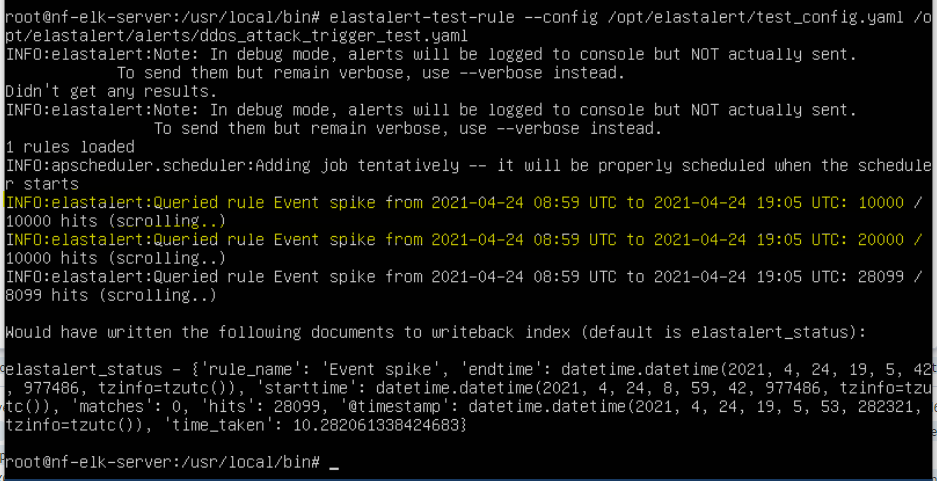 root@nf-elk-server:/usr/local/bin# elastalert-test-rule --config /opt/elastalert/test_config.yaml /o
pt/elastalert/alerts/ddos_attack_trigger_test.yaml
INFO:elastalert:Note: In debug mode, alerts will be logged to console but NOT actually sent.
To send them but remain verbose, use --verbose instead.
Didn't get any results.
INFO:elastalert:Note: In debug mode, alerts will be logged to console but NOT actually sent.
To send them but remain verbose, use --verbose instead.
1 rules loaded
INFO:apscheduler.scheduler:Adding job tentatively -- it will be properly scheduled when the schedule
r starts
INFO:elastalert:Queried rule Event spike from 2021-04-24 08:59 UTC to 2021-04-24 19:05 UTC: 10000 /
10000 hits (scrolling..)
INFO:elastalert:Queried rule Event spike from 2021-04-24 08:59 UTC to 2021-04-24 19:05 UTC: 20000 /
10000 hits (scrolling..)
INFO:elastalert:Queried rule Event spike from 2021-04-24 08:59 UTC to 2021-04-24 19:05 UTC: 28099 /
8099 hits (scrolling..)
Would have written the following documents to writeback index (default is elastalert_status):
elastalert_status - {'rule_name': 'Event spike', 'endtime': datetime.datetime(2021, 4, 24, 19, 5, 42
, 977486, tzinfo=tzutc()), 'starttime': datetime.datetime(2021, 4, 24, 8, 59, 42, 977486, tzinfo=tzu
tc()), 'matches': 0, 'hits': 28099, '@timestamp': datetime.datetime(2021, 4, 24, 19, 5, 53, 282321,
tzinfo=tzutc()), 'time_taken': 10.282061338424683}
root@nf-elk-server:/usr/local/bin# _